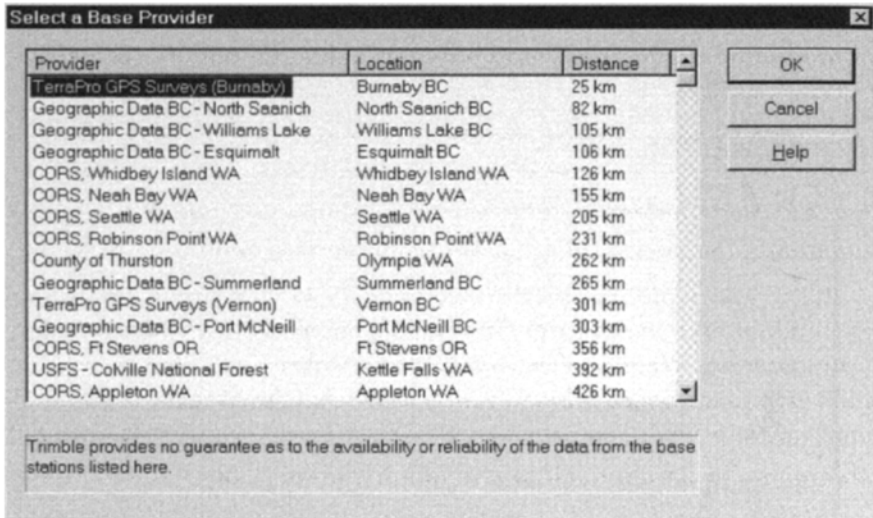 Select a Base Provider
Provider Location Distance
TerraPro GPS Surveys (Burnaby) Burnaby BC 25 km
Geographic Data BC - North Saanich North Saanich BC 82 km
Geographic Data BC - Williams Lake Williams Lake BC 105 km
Geographic Data BC - Esquimalt Esquimalt BC 106 km
CORS, Whidbey Island WA Whidbey Island WA 126 km
CORS, Neah Bay WA Neah Bay WA 155 km
CORS, Seattle WA Seattle WA 205 km
CORS, Robinson Point WA Robinson Point WA 231 km
County of Thurston Olympia WA 262 km
Geographic Data BC - Summerland Summerland BC 265 km
TerraPro GPS Surveys (Vernon) Vernon BC 301 km
Geographic Data BC - Port McNeill Port McNeill BC 303 km
CORS, Ft Stevens OR Ft Stevens OR 356 km
USFS - Colville National Forest Kettle Falls WA 392 km
CORS, Appleton WA Appleton WA 426 km
OK
Cancel
Help
Trimble provides no guarantee as to the availability or reliability of the data from the base
stations listed here.